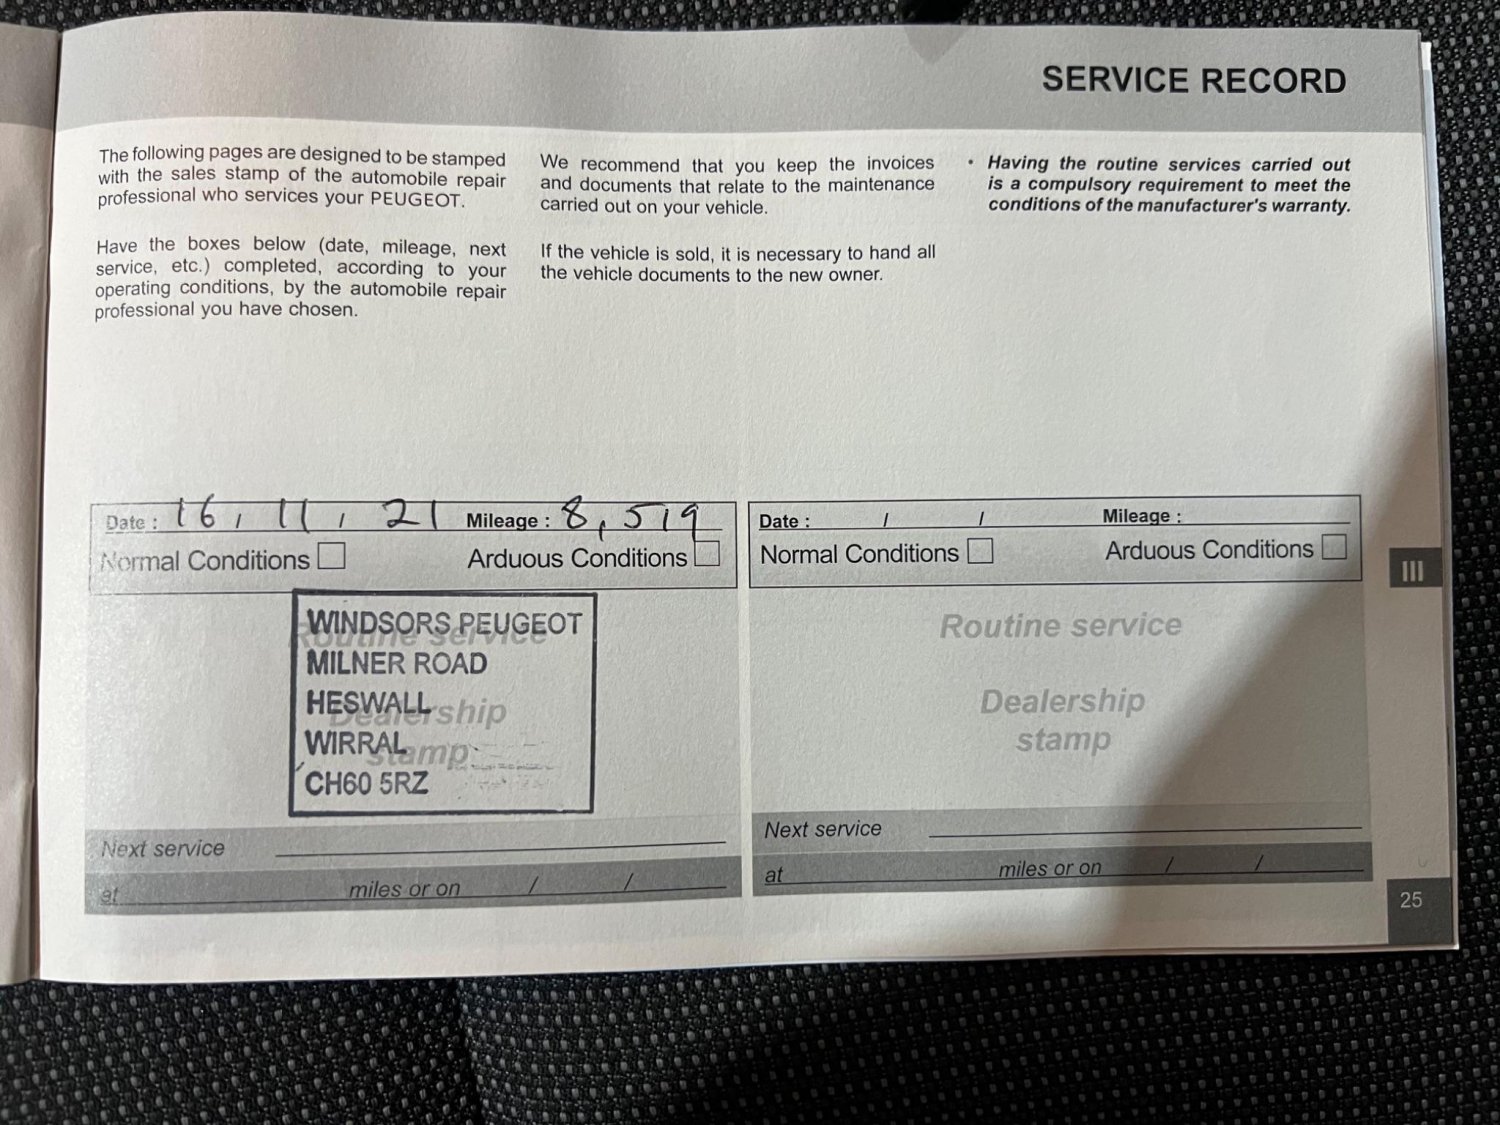 SERVICE RECORD
The following pages are designed to be stamped
with the sales stamp of the automobile repair
professional who services your PEUGEOT.
Have the boxes below (date, mileage, next
service, etc.) completed, according to your
operating conditions, by the automobile repair
professional you have chosen.
We recommend that you keep the invoices
and documents that relate to the maintenance
carried out on your vehicle.
If the vehicle is sold, it is necessary to hand all
the vehicle documents to the new owner.
• Having the routine services carried out
is a compulsory requirement to meet the
conditions of the manufacturer's warranty.
Date : 16 / 11 / 21 Mileage : 8,519
Normal Conditions Arduous Conditions
Routine service
Dealership
stamp
WINDSORS PEUGEOT
MILNER ROAD
HESWALL
WIRRAL
CH60 5RZ
Next service
at miles or on / /
Date : / / Mileage :
Normal Conditions Arduous Conditions
Routine service
Dealership
stamp
Next service
at miles or on / /
III
25